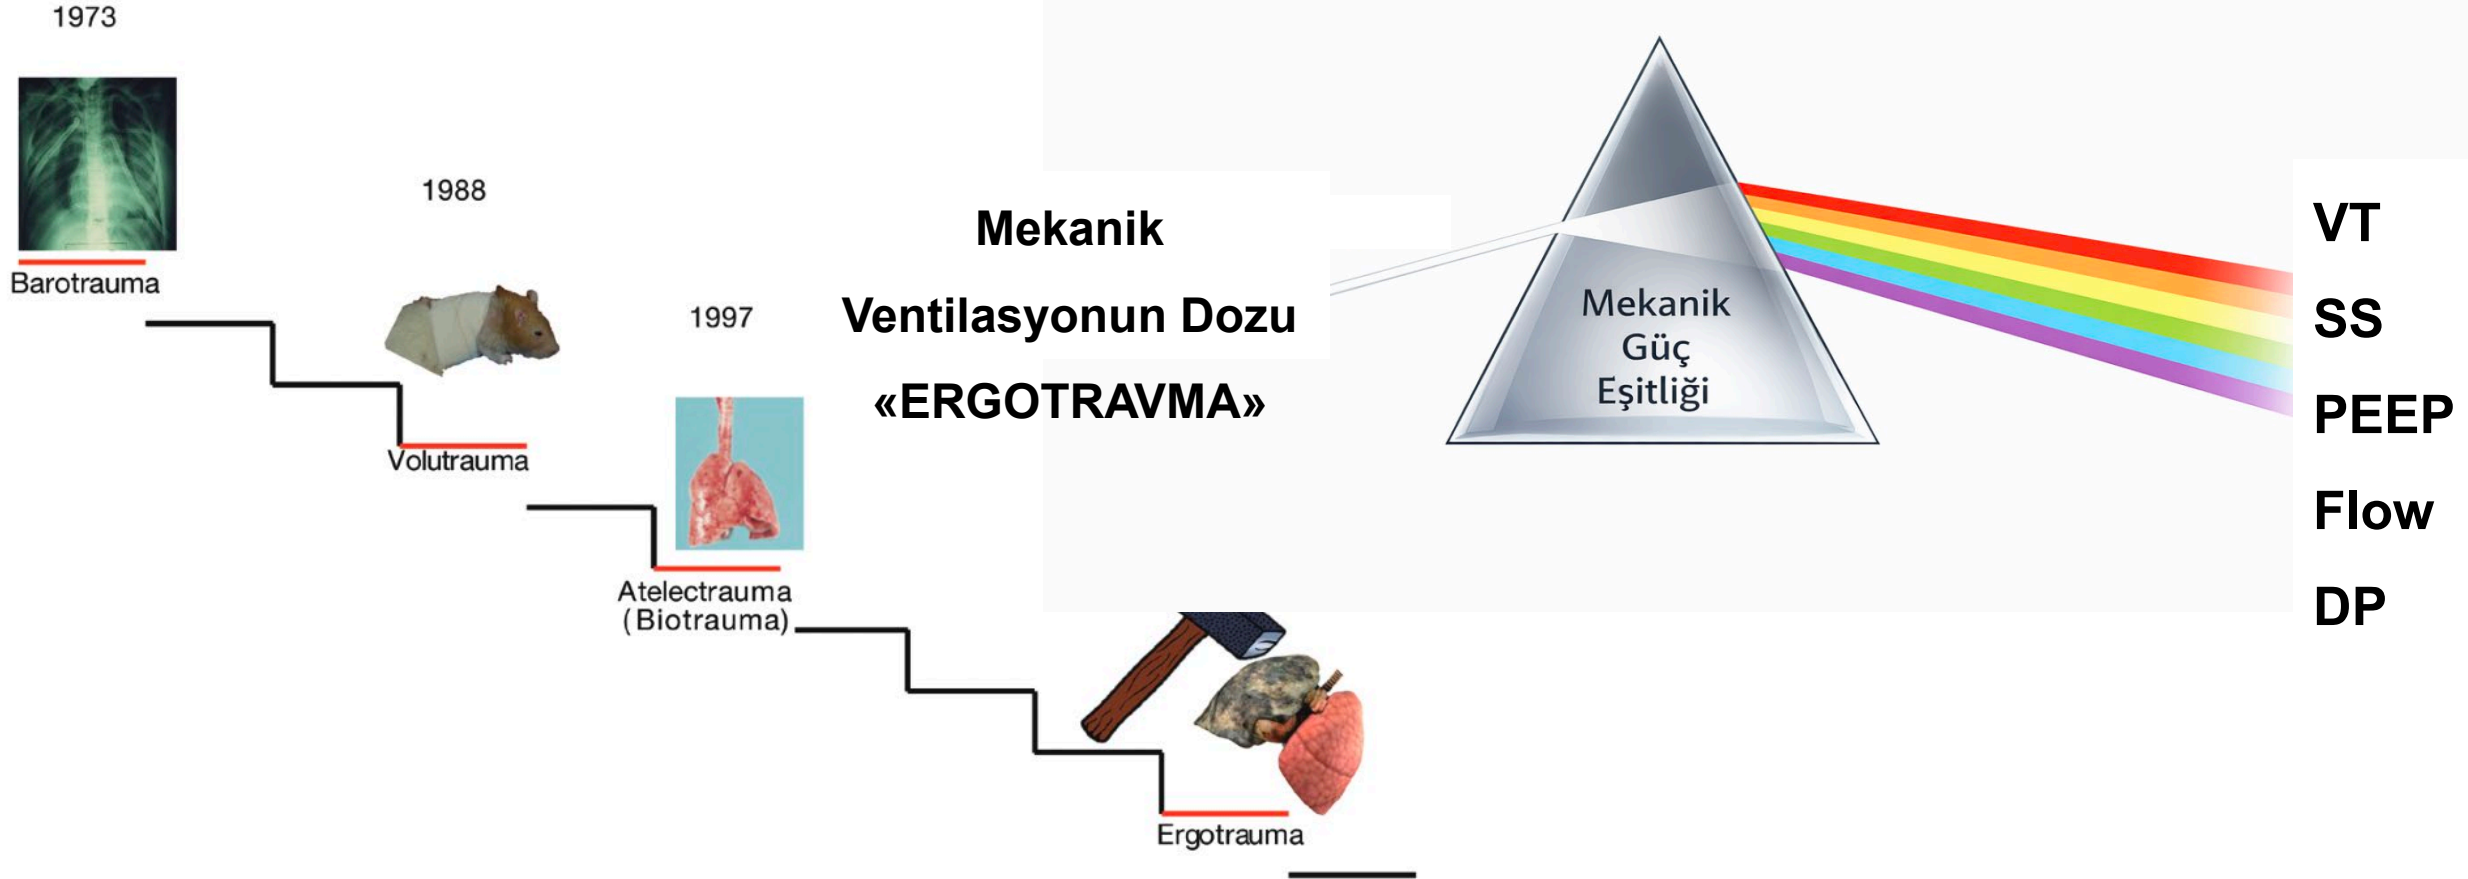 1973
Barotrauma
1988
Volutrauma
1997
Atelectrauma
(Biotrauma)
Ergotrauma
Mekanik
Ventilasyonun Dozu
«ERGOTRAVMA»
Mekanik
Güç
Eşitliği
VT
SS
PEEP
Flow
DP